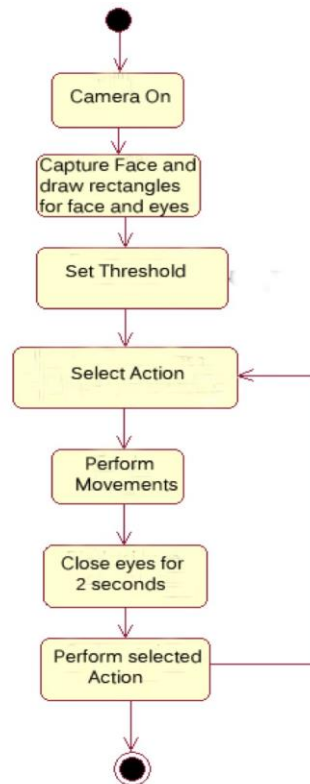 Camera On
Capture Face and
draw rectangles
for face and eyes
Set Threshold
Select Action
Perform
Movements
Close eyes for
2 seconds
Perform selected
Action